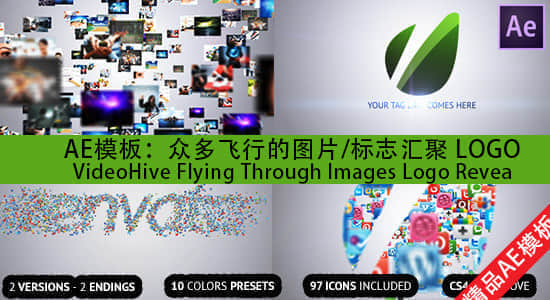 Ae
YOUR TAG LINE COMES HERE
AE模板：众多飞行的图片/标志汇聚 LOGO
VideoHive Flying Through Images Logo Revea
envato
2 VERSIONS - 2 ENDINGS
10 COLORS PRESETS
97 ICONS INCLUDED
精品AE模板